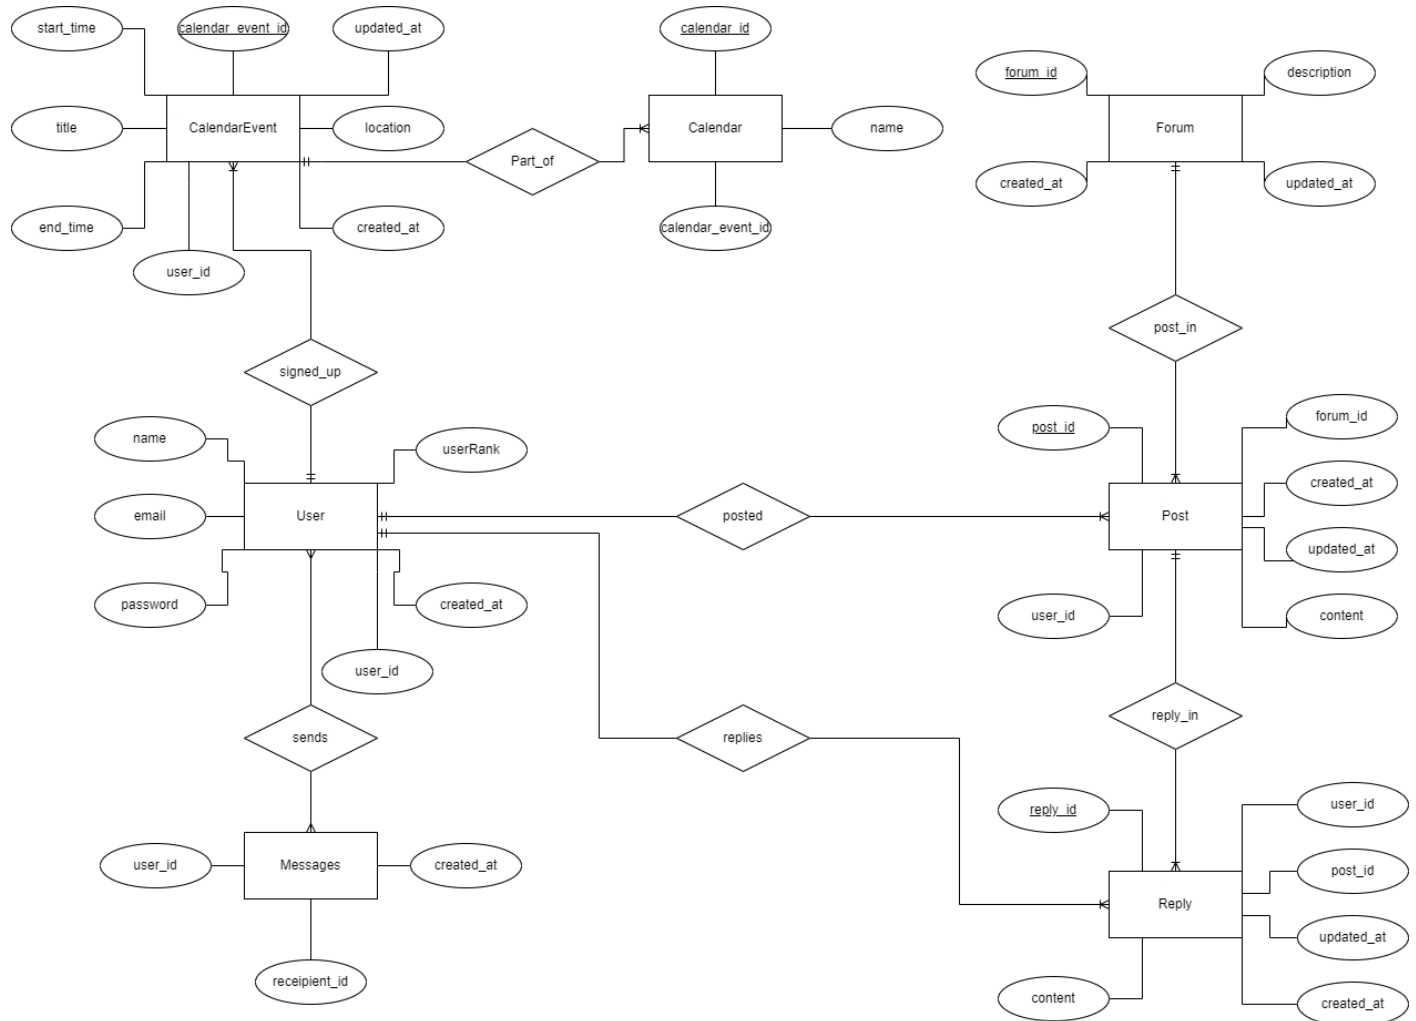 start_time
calendar_event_id
updated_at
calendar_id
forum_id
description
title
CalendarEvent
location
Calendar
name
Forum
Part_of
created_at
updated_at
end_time
created_at
calendar_event_id
user_id
post_in
signed_up
name
userRank
post_id
forum_id
created_at
email
User
posted
Post
updated_at
password
created_at
user_id
content
user_id
sends
replies
reply_in
reply_id
user_id
user_id
Messages
created_at
post_id
Reply
updated_at
receipient_id
content
created_at